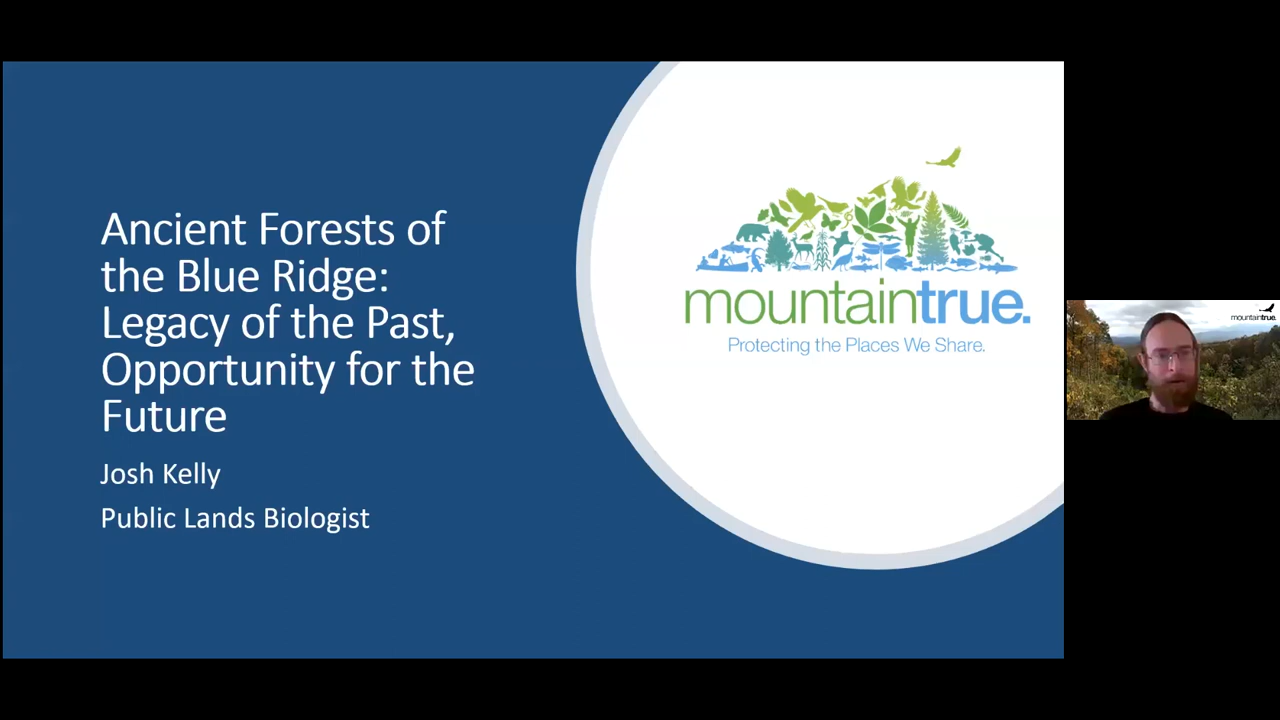 Ancient Forests of
the Blue Ridge:
Legacy of the Past,
Opportunity for the
Future
Josh Kelly
Public Lands Biologist
mountaintrue.
Protecting the Places We Share.
mountaintrue.